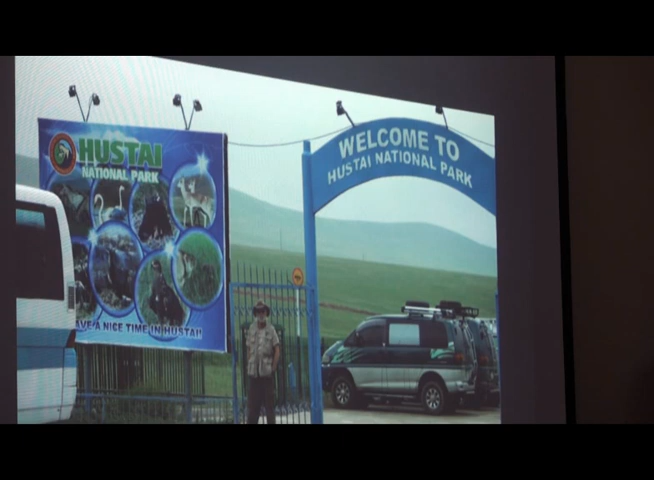 HUSTAI
NATIONAL PARK
AVE A NICE TIME IN HUSTAI!
WELCOME TO
HUSTAI NATIONAL PARK